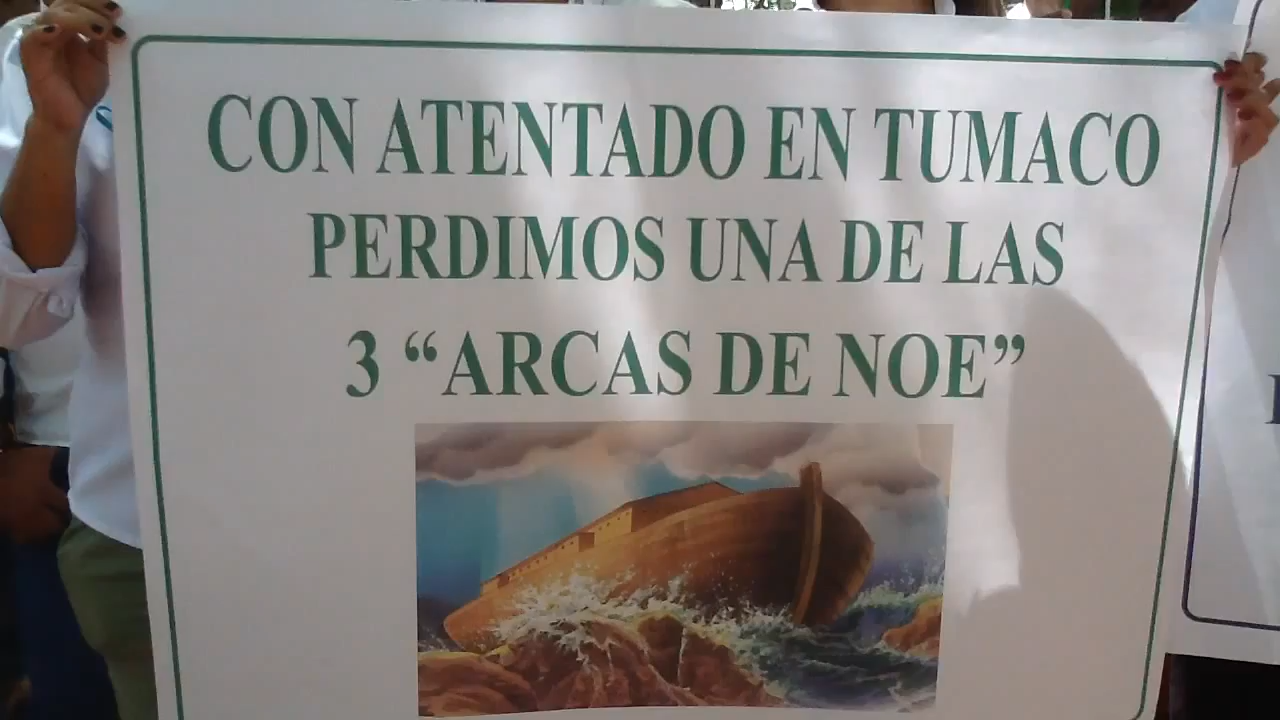 CON ATENTADO EN TUMACO
PERDIMOS UNA DE LAS
3 “ARCAS DE NOE”